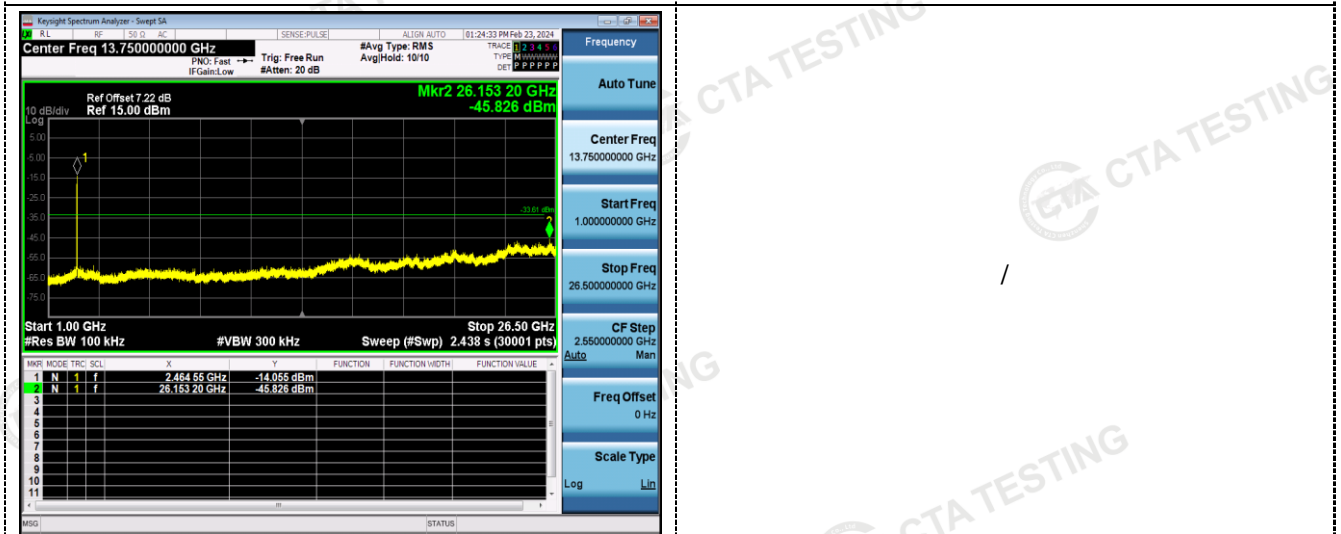 Keysight Spectrum Analyzer - Swept SA
RL RF 50 Ω AC SENSE:PULSE ALIGN AUTO 01:24:33 PM Feb 23, 2024
Center Freq 13.750000000 GHz
PNO: Fast
IFGain:Low
Trig: Free Run
#Atten: 20 dB
#Avg Type: RMS
Avg|Hold: 10/10
TRACE 1 2 3 4 5 6
TYPE M WWWWW
DET P P P P P P
Ref Offset 7.22 dB
10 dB/div Ref 15.00 dBm
Log
Mkr2 26.153 20 GHz
-45.826 dBm
5.00
-5.00
-15.0
-25.0
-35.0
-45.0
-55.0
-65.0
-75.0
1
-33.61 dBm
2
Start 1.00 GHz Stop 26.50 GHz
#Res BW 100 kHz #VBW 300 kHz Sweep (#Swp) 2.438 s (30001 pts)
MKR MODE TRC SCL X Y FUNCTION FUNCTION WIDTH FUNCTION VALUE
1 N 1 f 2.464 55 GHz -14.055 dBm
2 N 1 f 26.153 20 GHz -45.826 dBm
3
4
5
6
7
8
9
10
11
MSG STATUS
Frequency
Auto Tune
Center Freq
13.750000000 GHz
Start Freq
1.000000000 GHz
Stop Freq
26.500000000 GHz
CF Step
2.550000000 GHz
Auto Man
Freq Offset
0 Hz
Scale Type
Log Lin
/
CTA TESTING
CTA TESTING
CTA TESTING